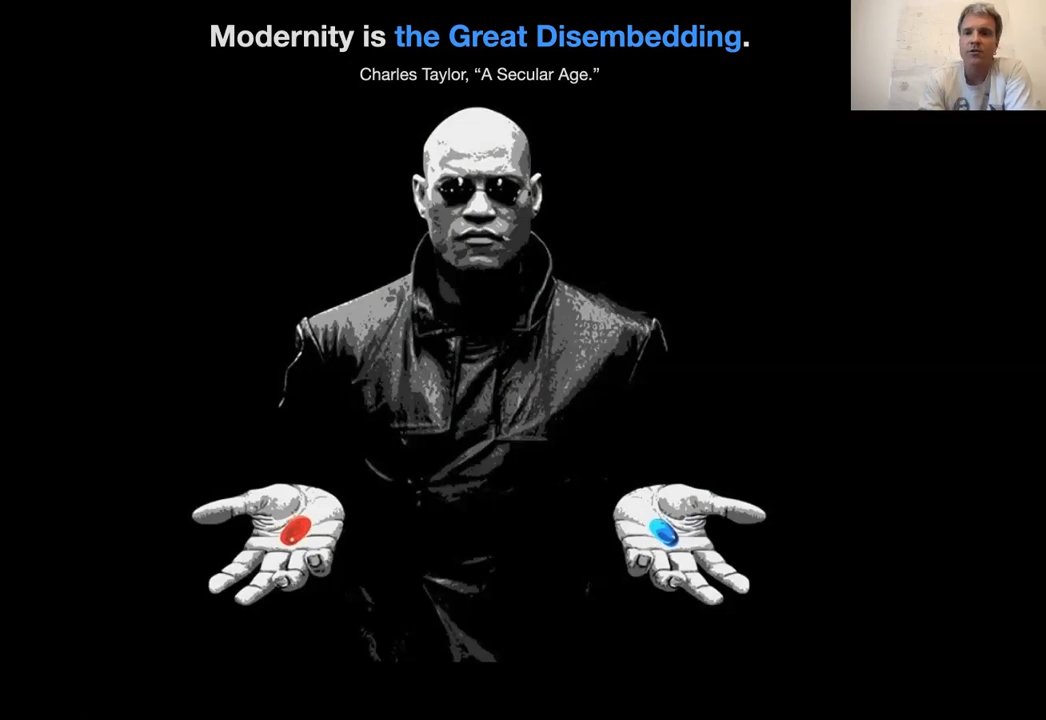 Modernity is the Great Disembedding.
Charles Taylor, “A Secular Age.”